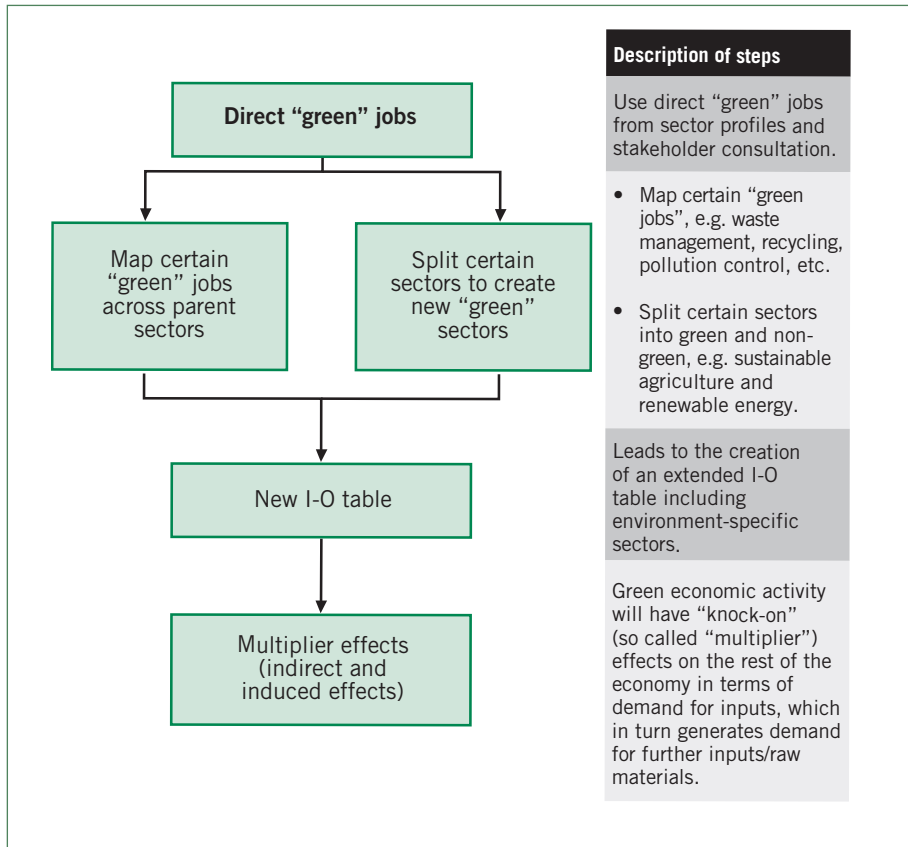 Direct “green” jobs
Map certain
“green” jobs
across parent
sectors
Split certain
sectors to create
new “green”
sectors
New I-O table
Multiplier effects
(indirect and
induced effects)
Description of steps
Use direct “green” jobs
from sector profiles and
stakeholder consultation.
• Map certain “green
jobs”, e.g. waste
management, recycling,
pollution control, etc.
• Split certain sectors
into green and non-
green, e.g. sustainable
agriculture and
renewable energy.
Leads to the creation
of an extended I-O
table including
environment-specific
sectors.
Green economic activity
will have “knock-on”
(so called “multiplier”)
effects on the rest of the
economy in terms of
demand for inputs, which
in turn generates demand
for further inputs/raw
materials.